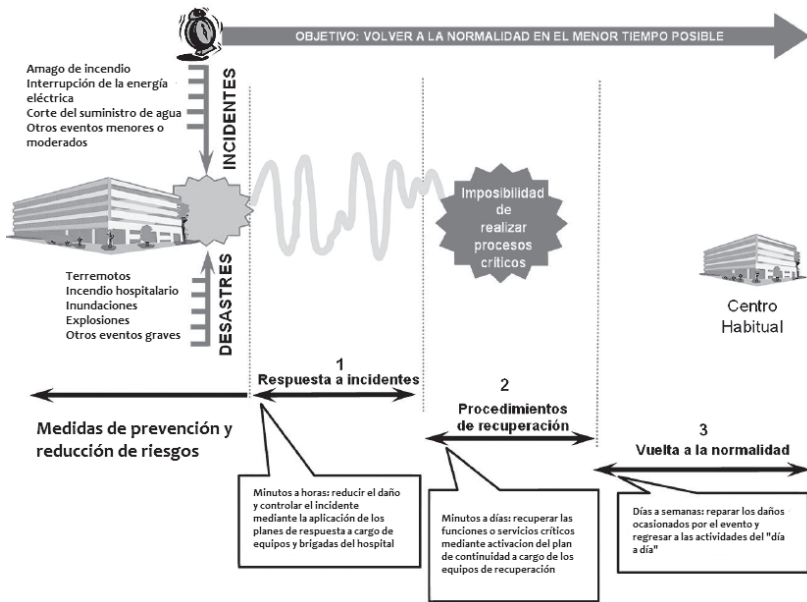 OBJETIVO: VOLVER A LA NORMALIDAD EN EL MENOR TIEMPO POSIBLE
Amago de incendio
Interrupción de la energía
eléctrica
Corte del suministro de agua
Otros eventos menores o
moderados
INCIDENTES
Imposibilidad
de
realizar
procesos
críticos
Terremotos
Incendio hospitalario
Inundaciones
Explosiones
Otros eventos graves
DESASTRES
Centro
Habitual
Medidas de prevención y
reducción de riesgos
1
Respuesta a incidentes
2
Procedimientos
de recuperación
3
Vuelta a la normalidad
Minutos a horas: reducir el daño
y controlar el incidente
mediante la aplicación de los
planes de respuesta a cargo de
equipos y brigadas del hospital
Minutos a días: recuperar las
funciones o servicios críticos
mediante activacion del plan
de continuidad a cargo de los
equipos de recuperación
Días a semanas: reparar los daños
ocasionados por el evento y
regresar a las actividades del "día
a día"